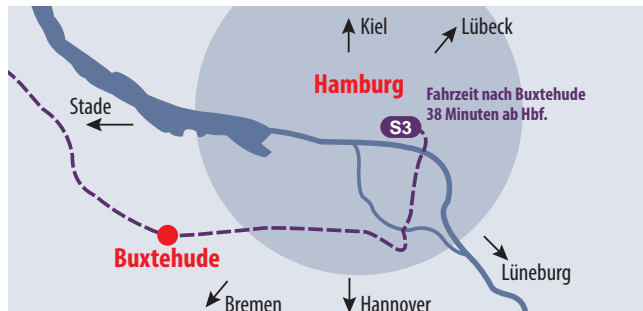 Kiel
Lübeck
Hamburg
Fahrzeit nach Buxtehude
38 Minuten ab Hbf.
Stade
S3
Buxtehude
Lüneburg
Bremen
Hannover